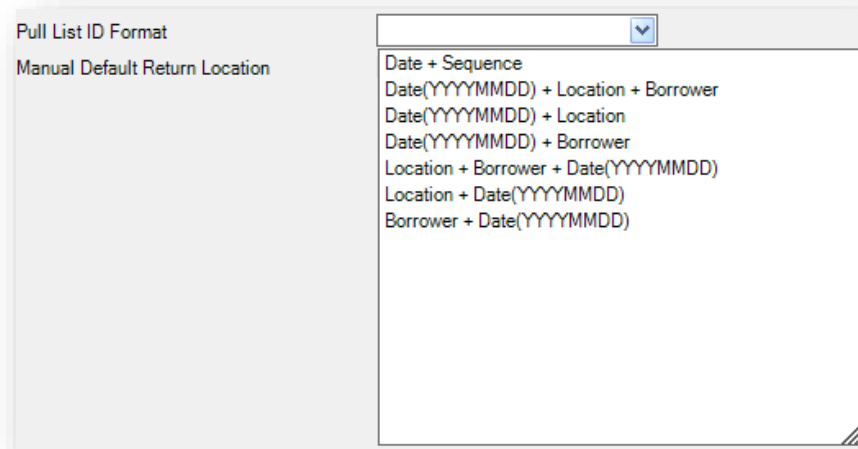 Pull List ID Format
Manual Default Return Location
Date + Sequence
Date(YYYYMMDD) + Location + Borrower
Date(YYYYMMDD) + Location
Date(YYYYMMDD) + Borrower
Location + Borrower + Date(YYYYMMDD)
Location + Date(YYYYMMDD)
Borrower + Date(YYYYMMDD)